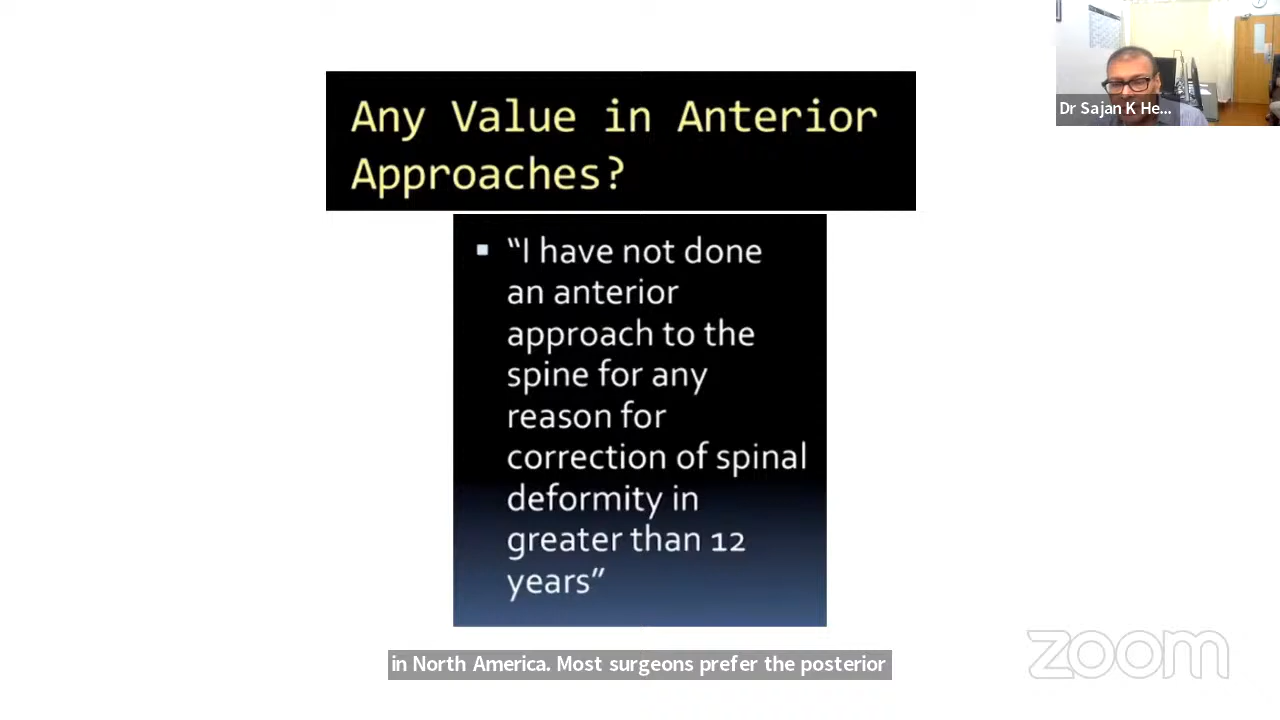 Any Value in Anterior
Approaches?
Dr Sajan K He...
▪ “I have not done
an anterior
approach to the
spine for any
reason for
correction of spinal
deformity in
greater than 12
years”
in North America. Most surgeons prefer the posterior
zoom